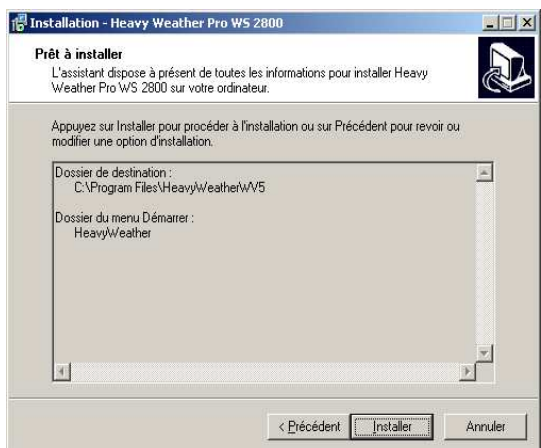 Installation - Heavy Weather Pro WS 2800
Prêt à installer
L'assistant dispose à présent de toutes les informations pour installer Heavy
Weather Pro WS 2800 sur votre ordinateur.
Appuyez sur Installer pour procéder à l'installation ou sur Précédent pour revoir ou
modifier une option d'installation.
Dossier de destination :
C:\Program Files\HeavyWeatherWV5
Dossier du menu Démarrer :
HeavyWeather
< Précédent
Installer
Annuler